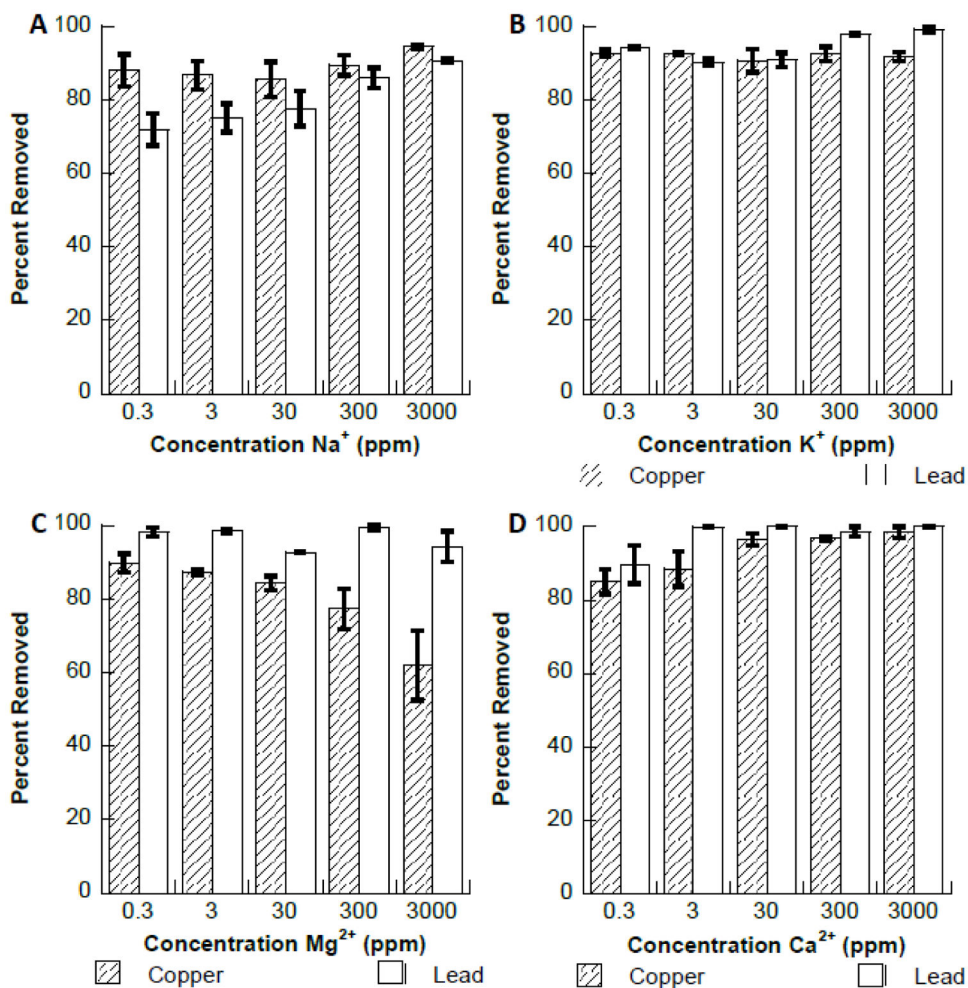 A
100
80
60
40
20
0
Percent Removed
0.3 3 30 300 3000
Concentration Na⁺ (ppm)
B
100
80
60
40
20
0
Percent Removed
0.3 3 30 300 3000
Concentration K⁺ (ppm)
Copper Lead
C
100
80
60
40
20
0
Percent Removed
0.3 3 30 300 3000
Concentration Mg²⁺ (ppm)
Copper Lead
D
100
80
60
40
20
0
Percent Removed
0.3 3 30 300 3000
Concentration Ca²⁺ (ppm)
Copper Lead